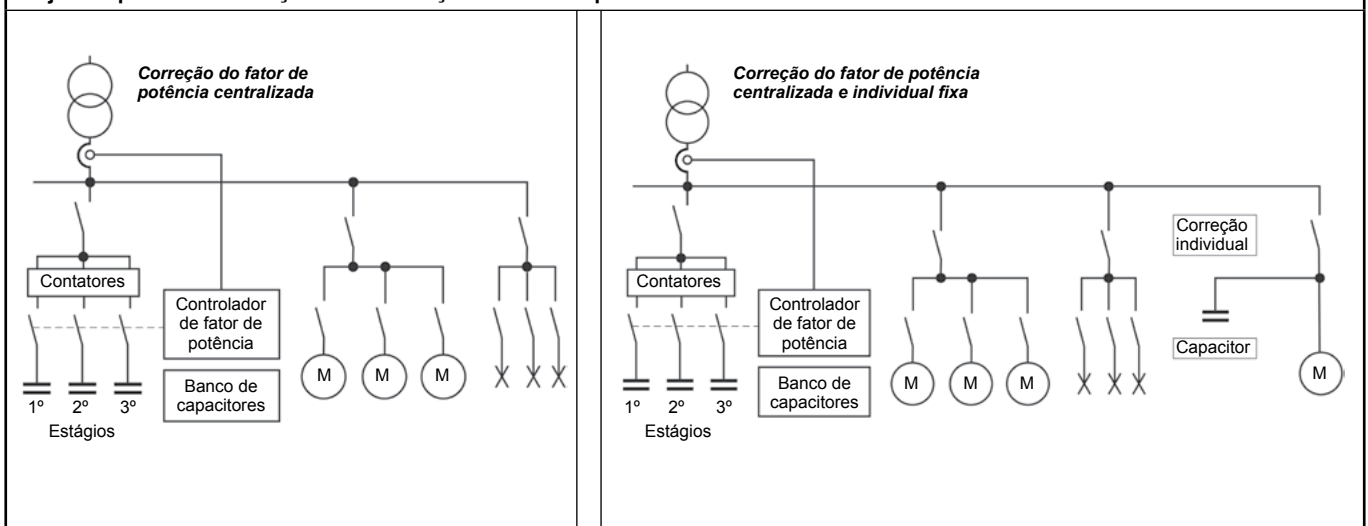 Correção do fator de
potência centralizada
Contatores
Controlador
de fator de
potência
Banco de
capacitores
1º 2º 3º
Estágios
M M M
Correção do fator de potência
centralizada e individual fixa
Contatores
Controlador
de fator de
potência
Banco de
capacitores
1º 2º 3º
Estágios
M M M
Correção
individual
Capacitor
M